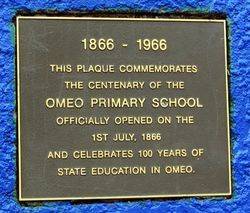 1866 - 1966
THIS PLAQUE COMMEMORATES
THE CENTENARY OF THE
OMEO PRIMARY SCHOOL
OFFICIALLY OPENED ON THE
1ST JULY, 1866
AND CELEBRATES 100 YEARS OF
STATE EDUCATION IN OMEO.